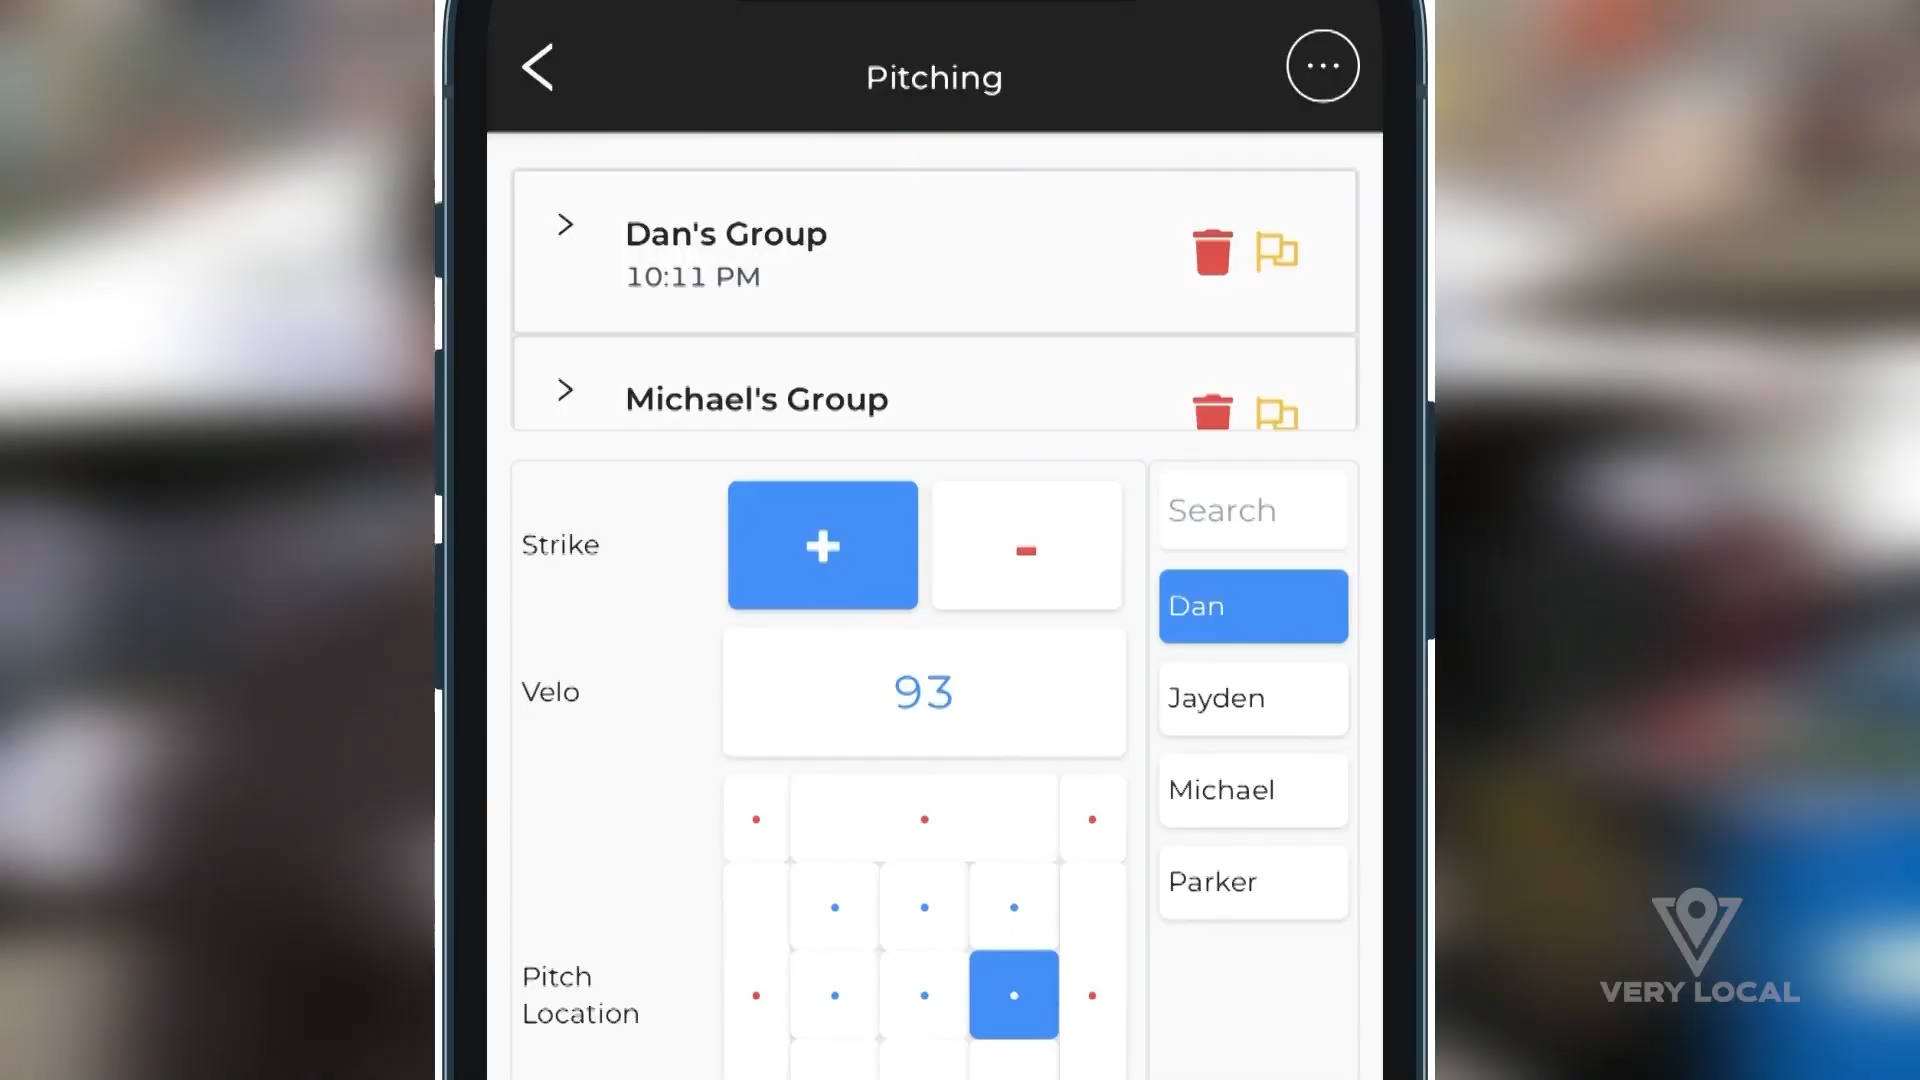 Pitching
Dan's Group
10:11 PM
Michael's Group
Strike
+
-
Velo
93
Pitch
Location
Search
Dan
Jayden
Michael
Parker
VERY LOCAL